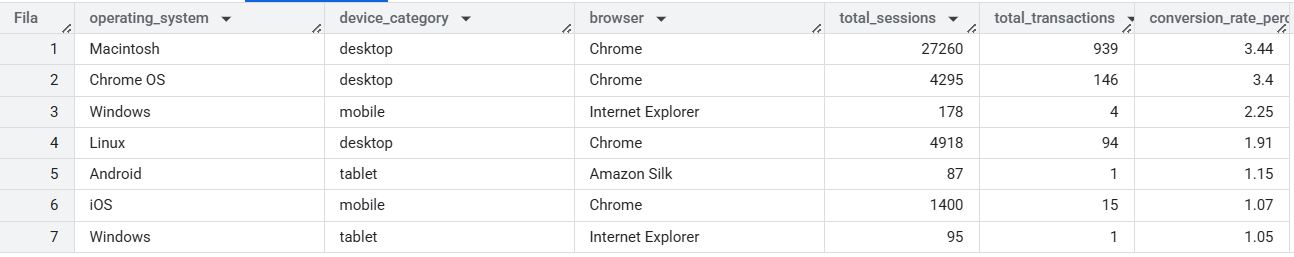 Fila operating_system device_category browser total_sessions total_transactions conversion_rate_perc
1 Macintosh desktop Chrome 27260 939 3.44
2 Chrome OS desktop Chrome 4295 146 3.4
3 Windows mobile Internet Explorer 178 4 2.25
4 Linux desktop Chrome 4918 94 1.91
5 Android tablet Amazon Silk 87 1 1.15
6 iOS mobile Chrome 1400 15 1.07
7 Windows tablet Internet Explorer 95 1 1.05